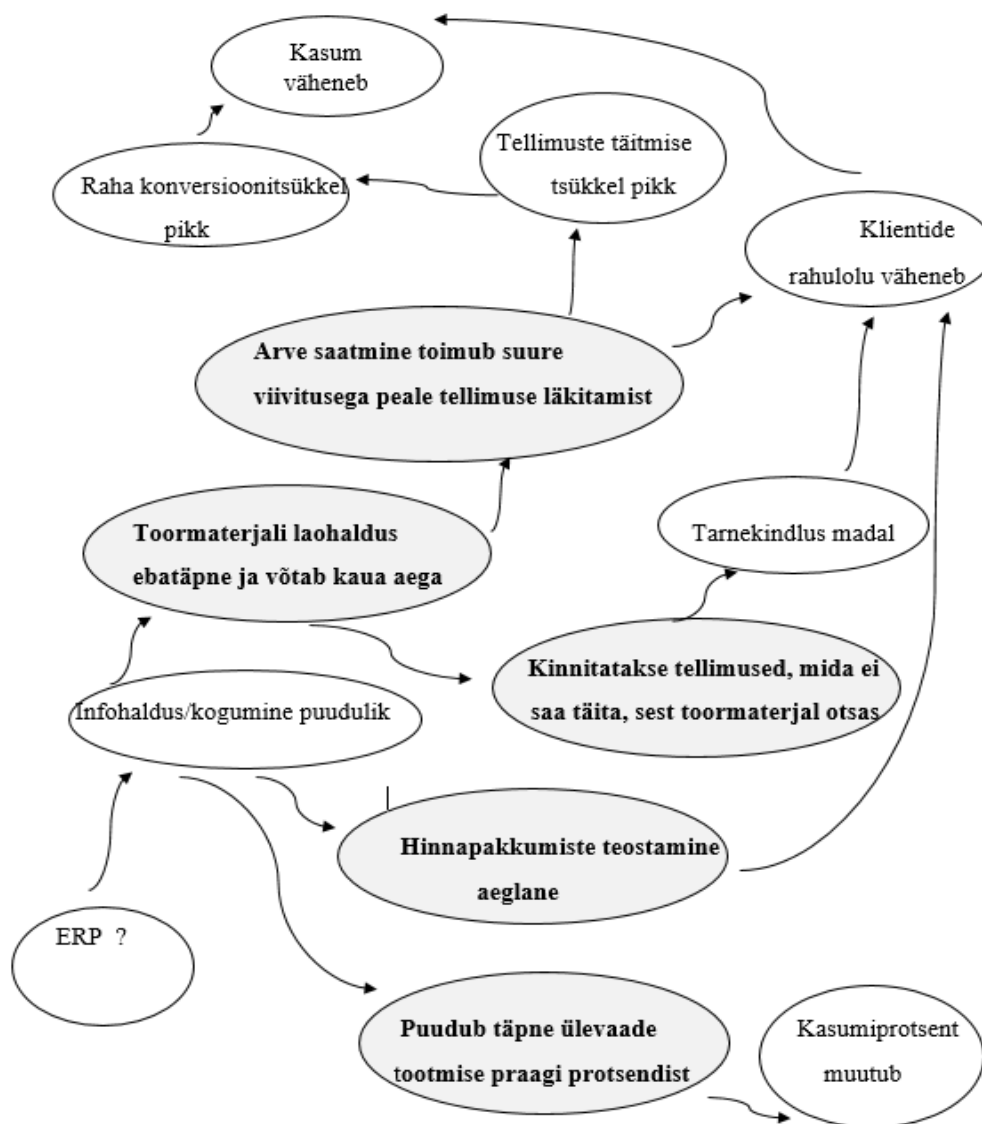 Kasum
väheneb
Tellimuste täitmise
tsükkel pikk
Raha konversioonitsükkel
pikk
Klientide
rahulolu väheneb
Arve saatmine toimub suure
viivitusega peale tellimuse läkitamist
Toormaterjali laohaldus
ebatäpne ja võtab kaua aega
Tarnekindlus madal
Kinnitatakse tellimused, mida ei
saa täita, sest toormaterjal otsas
Infohaldus/kogumine puudulik
Hinnapakkumiste teostamine
aeglane
ERP ?
Puudub täpne ülevaade
tootmise praagi protsendist
Kasumiprotsent
muutub